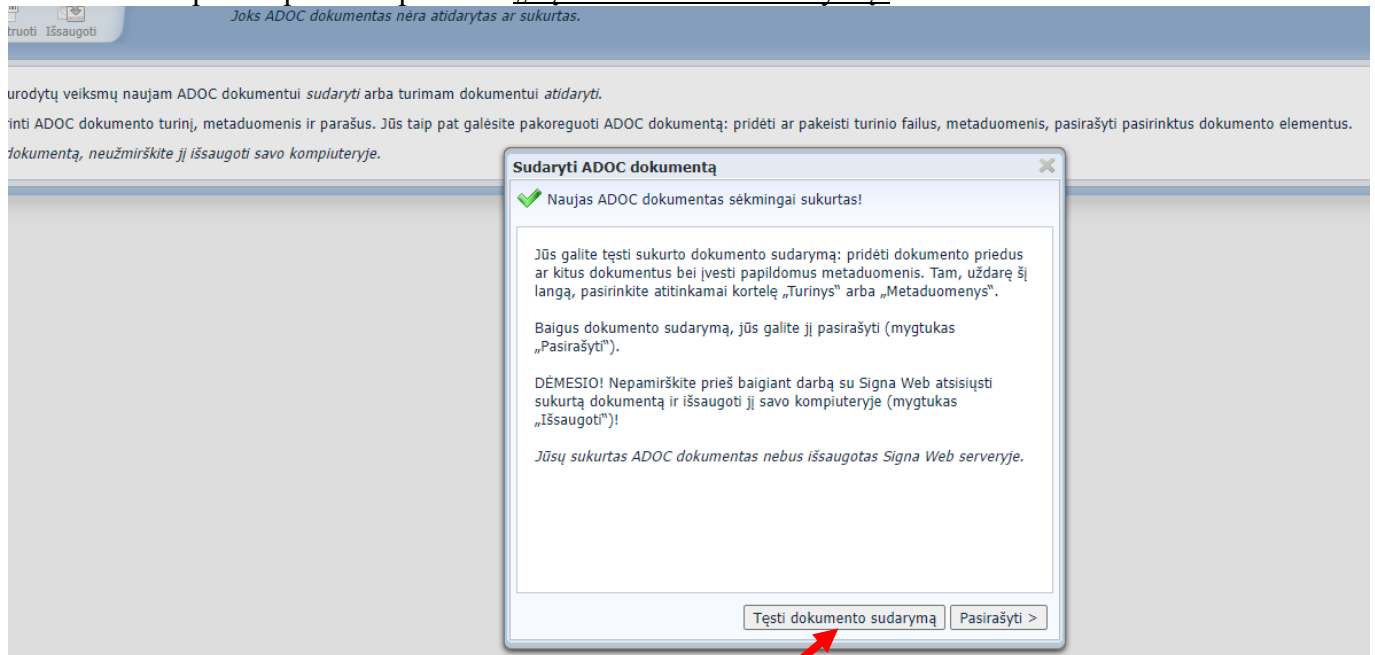 Joks ADOC dokumentas nėra atidarytas ar sukurtas.
truoti Išsaugoti
urodytų veiksmų naujam ADOC dokumentui sudaryti arba turimam dokumentui atidaryti.
rinti ADOC dokumento turinį, metaduomenis ir parašus. Jūs taip pat galėsite pakoreguoti ADOC dokumentą: pridėti ar pakeisti turinio failus, metaduomenis, pasirašyti pasirinktus dokumento elementus.
dokumentą, neužmirškite jį išsaugoti savo kompiuteryje.
Sudaryti ADOC dokumentą
Naujas ADOC dokumentas sėkmingai sukurtas!
Jūs galite tęsti sukurto dokumento sudarymą: pridėti dokumento priedus
ar kitus dokumentus bei įvesti papildomus metaduomenis. Tam, uždarę šį
langą, pasirinkite atitinkamai kortelę „Turinys“ arba „Metaduomenys“.
Baigus dokumento sudarymą, jūs galite jį pasirašyti (mygtukas
„Pasirašyti“).
DĖMESIO! Nepamirškite prieš baigiant darbą su Signa Web atsisiųsti
sukurtą dokumentą ir išsaugoti jį savo kompiuteryje (mygtukas
„Išsaugoti“)!
Jūsų sukurtas ADOC dokumentas nebus išsaugotas Signa Web serveryje.
Tęsti dokumento sudarymą Pasirašyti >